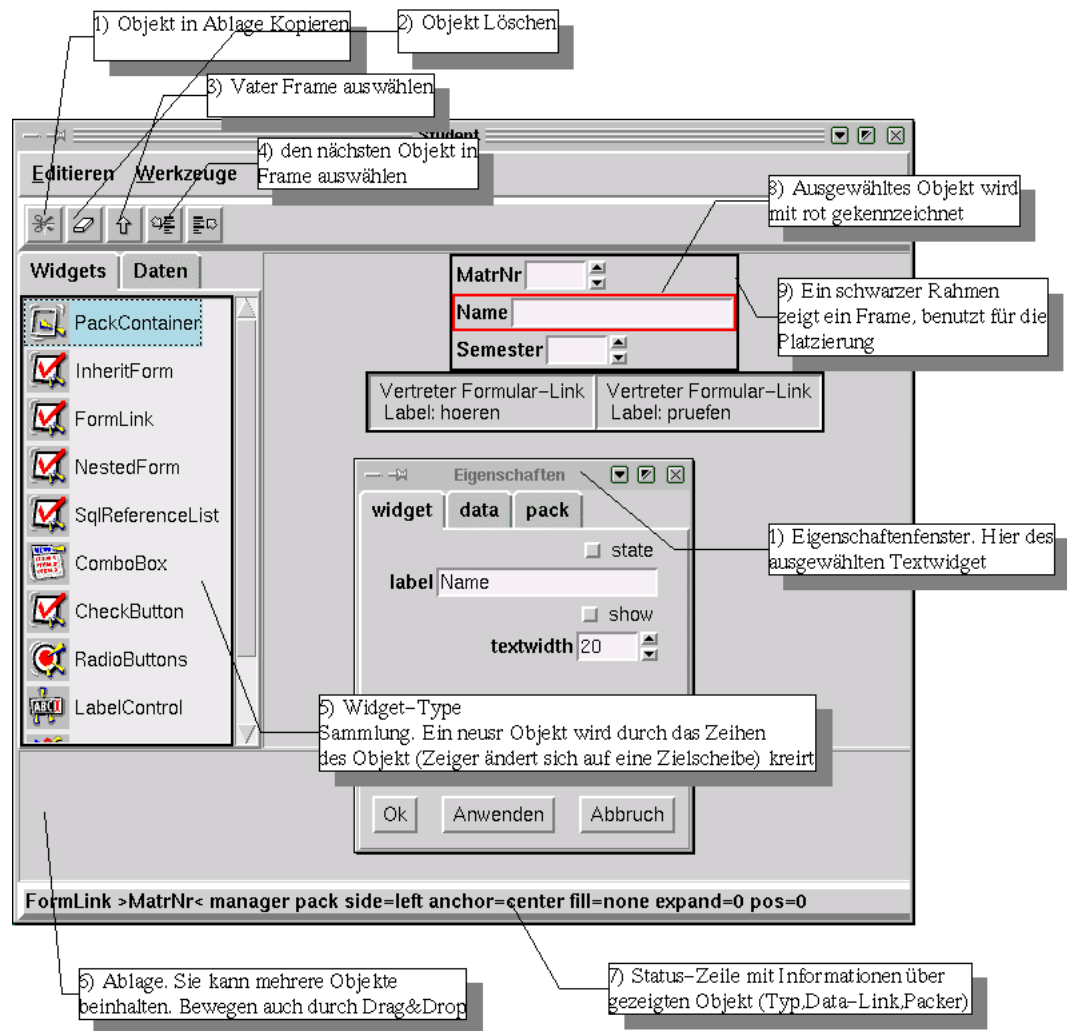 1) Objekt in Ablage Kopieren
2) Objekt Löschen
3) Vater Frame auswählen
Student
4) den nächsten Objekt in
Frame auswählen
Editieren Werkzeuge
8) Ausgewähltes Objekt wird
mit rot gekennzeichnet
Widgets Daten
MatrNr
Name
Semester
9) Ein schwarzer Rahmen
zeigt ein Frame, benutzt für die
Platzierung
PackContainer
InheritForm
FormLink
NestedForm
SqlReferenceList
ComboBox
CheckButton
RadioButtons
LabelControl
Vertreter Formular-Link
Label: hoeren
Vertreter Formular-Link
Label: pruefen
Eigenschaften
widget data pack
state
label Name
show
textwidth 20
1) Eigenschaftenfenster. Hier des
ausgewählten Textwidget
5) Widget-Type
Sammlung. Ein neusr Objekt wird durch das Zeihen
des Objekt (Zeiger ändert sich auf eine Zielscheibe) kreirt
Ok Anwenden Abbruch
FormLink >MatrNr< manager pack side=left anchor=center fill=none expand=0 pos=0
6) Ablage. Sie kann mehrere Objekte
beinhalten. Bewegen auch durch Drag&Drop
7) Status-Zeile mit Informationen über
gezeigten Objekt (Typ,Data-Link,Packer)